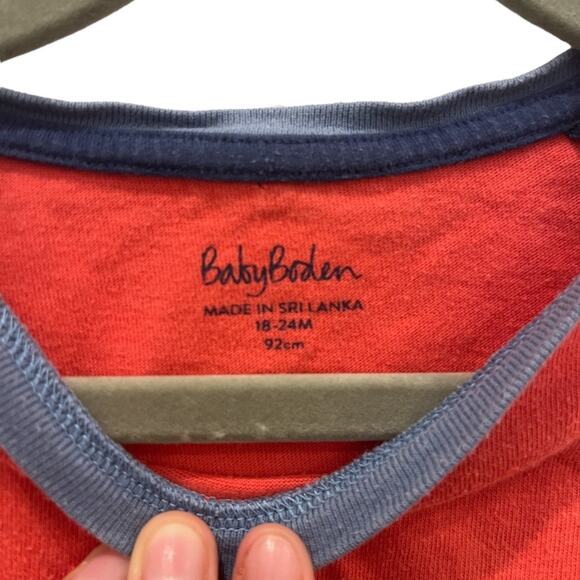 BabyBoden
MADE IN SRI LANKA
18-24M
92cm